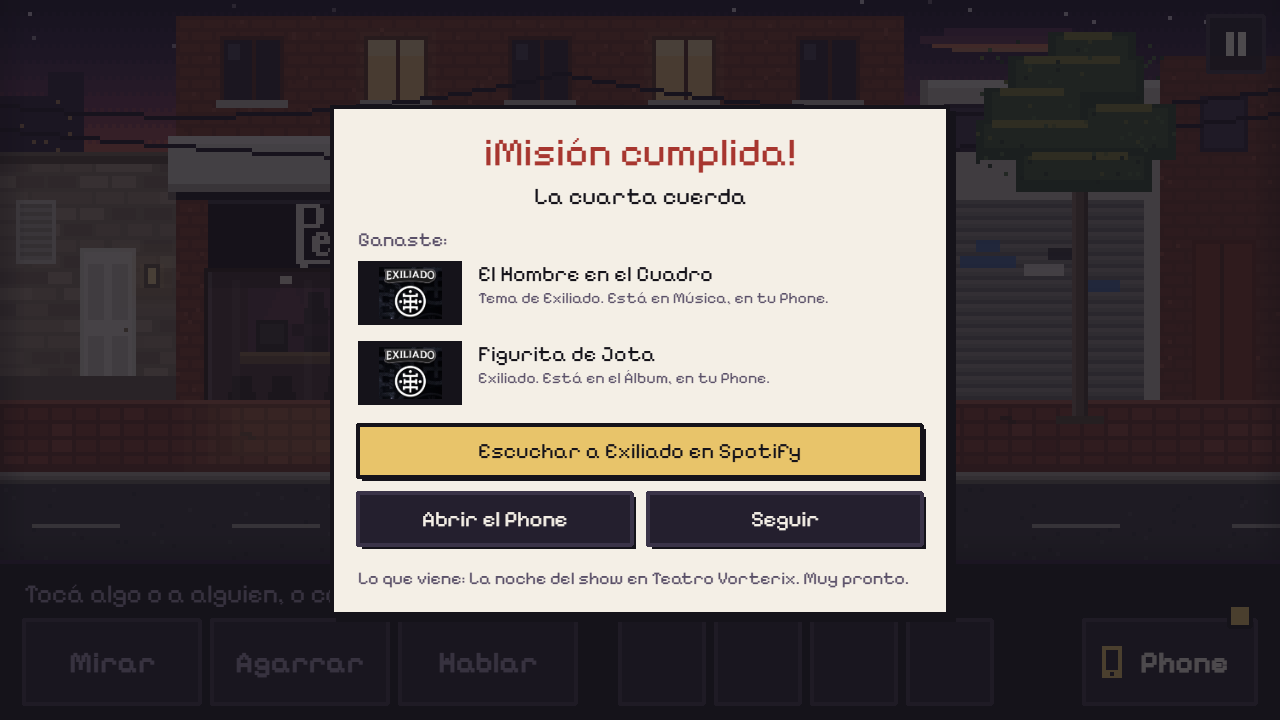 ¡Misión cumplida!
La cuarta cuerda
Ganaste:
EXILIADO
El Hombre en el Cuadro
Tema de Exiliado. Está en Música, en tu Phone.
EXILIADO
Figurita de Jota
Exiliado. Está en el Álbum, en tu Phone.
Escuchar a Exiliado en Spotify
Abrir el Phone
Seguir
Lo que viene: La noche del show en Teatro Vorterix. Muy pronto.
Tocá algo o a alguien, o
Mirar
Agarrar
Hablar
Phone